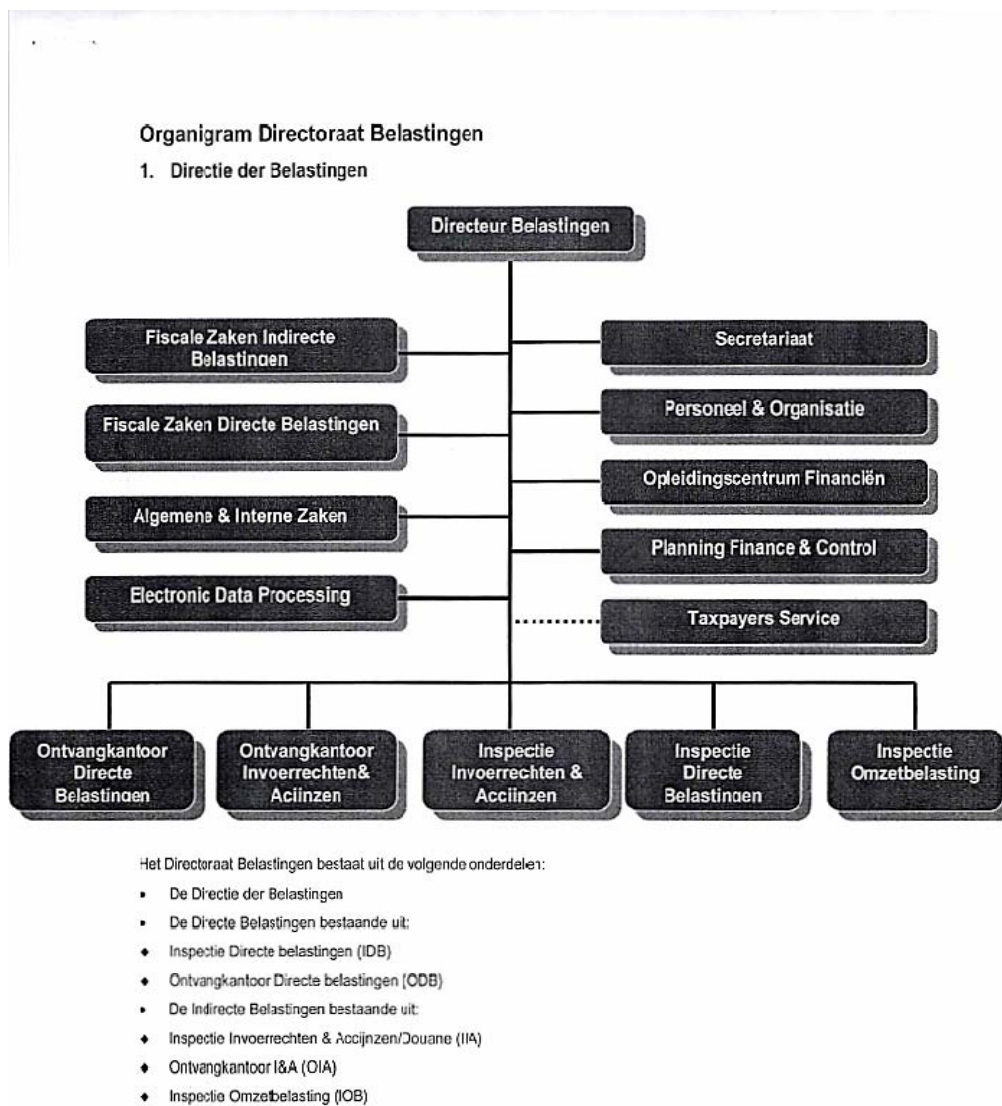 Organigram Directoraat Belastingen
1. Directie der Belastingen
Directeur Belastingen
Fiscale Zaken Indirecte
Belastingen
Fiscale Zaken Directe Belastingen
Algemene & Interne Zaken
Electronic Data Processing
Secretariaat
Personeel & Organisatie
Opleidingscentrum Financiën
Planning Finance & Control
Taxpayers Service
Ontvangkantoor
Directe
Belastingen
Ontvangkantoor
Invoerrechten&
Aciinzen
Inspectie
Invoerrechten &
Acciinzen
Inspectie
Directe
Belastingen
Inspectie
Omzetbelasting
Het Directoraat Belastingen bestaat uit de volgende onderdelen:
• De Directie der Belastingen
• De Directe Belastingen bestaande uit:
◆ Inspectie Directe belastingen (IDB)
◆ Ontvangkantoor Directe belastingen (ODB)
• De Indirecte Belastingen bestaande uit:
◆ Inspectie Invoerrechten & Accijnzen/Douane (IIA)
◆ Ontvangkantoor I&A (OIA)
◆ Inspectie Omzetbelasting (IOB)